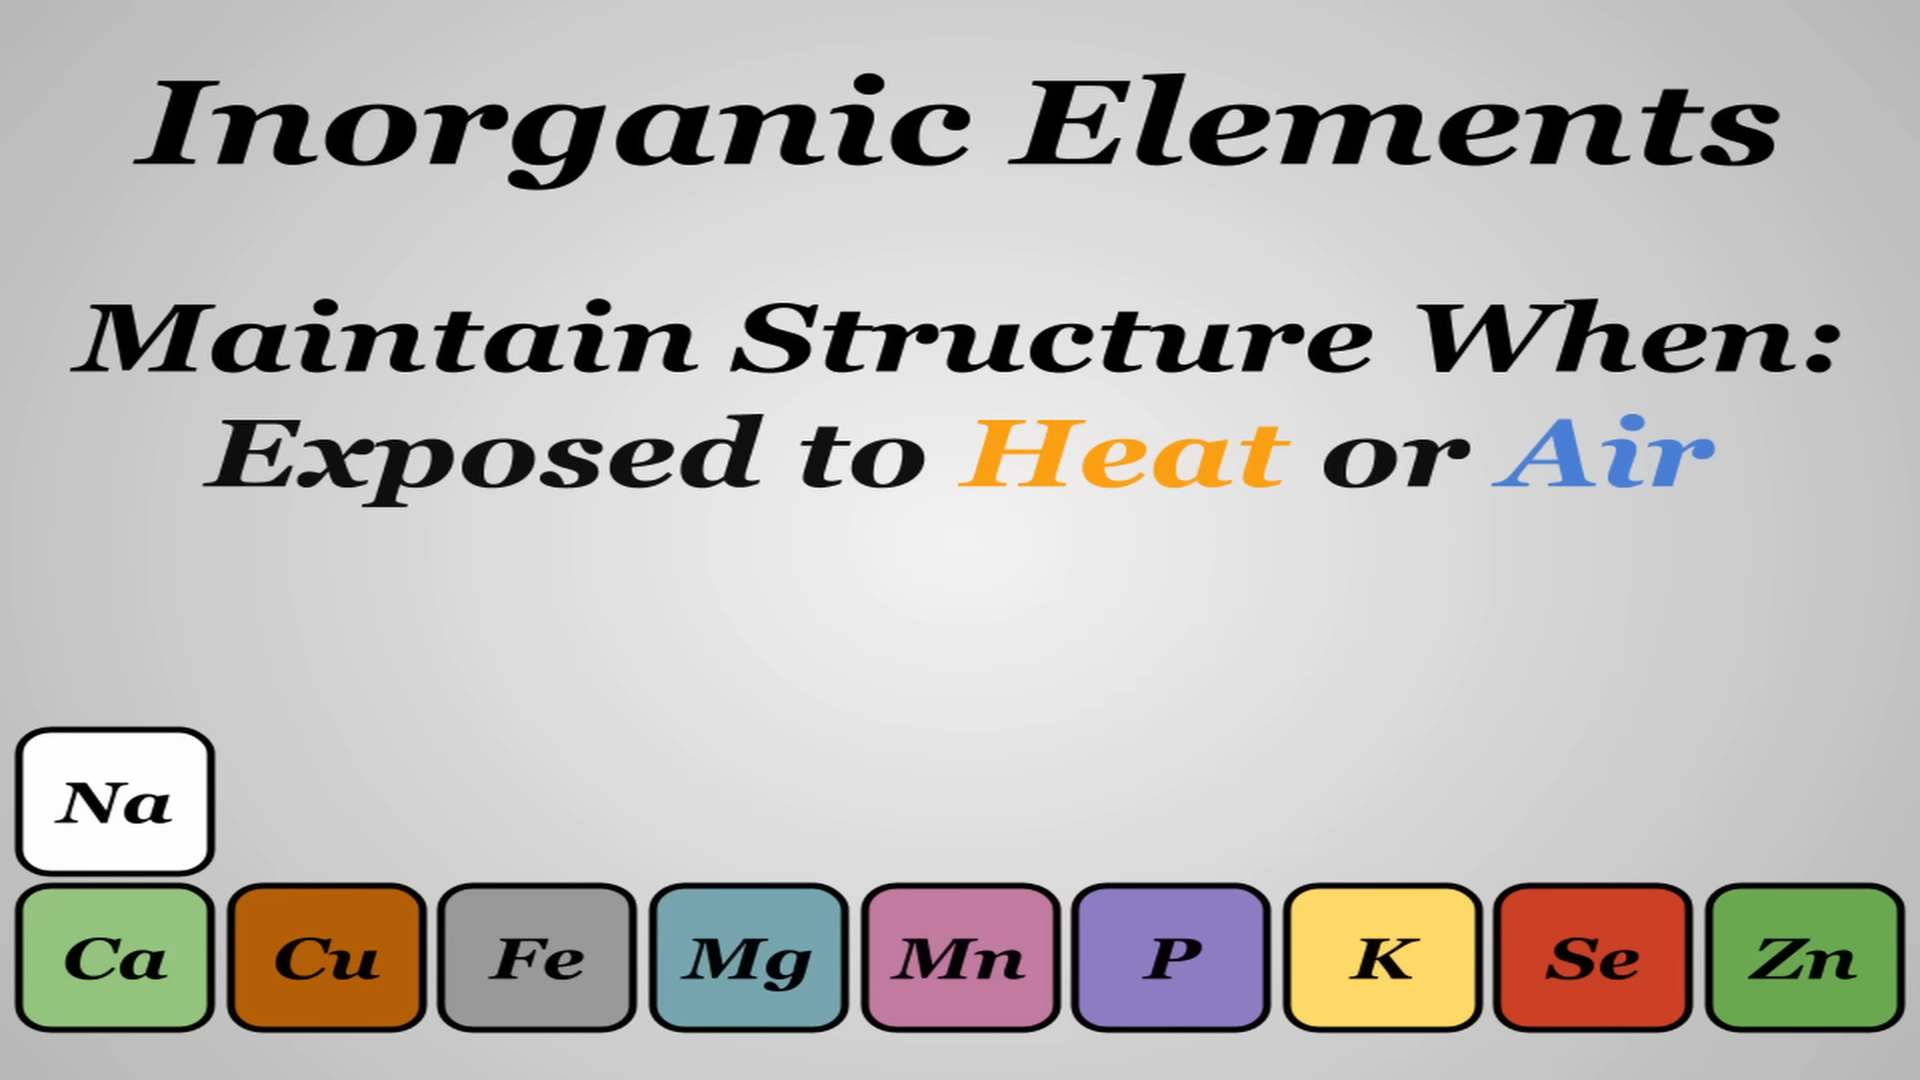 Inorganic Elements
Maintain Structure When:
Exposed to Heat or Air
Na
Ca Cu Fe Mg Mn P K Se Zn